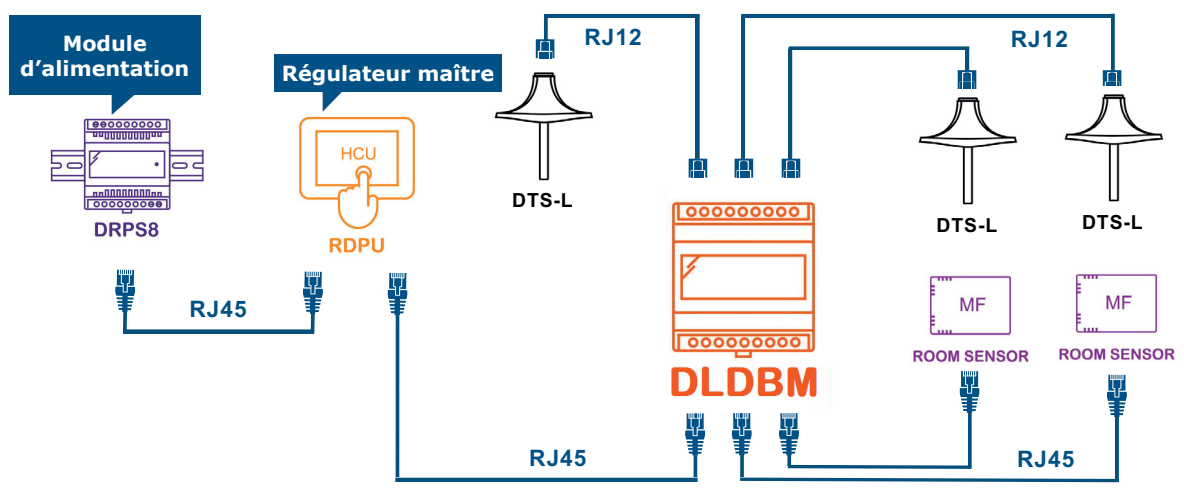 Module
d'alimentation
Régulateur maître
RJ12
RJ12
HCU
DRPS8
RDPU
DTS-L
DTS-L
DTS-L
RJ45
MF
MF
ROOM SENSOR
ROOM SENSOR
DLDBM
RJ45
RJ45